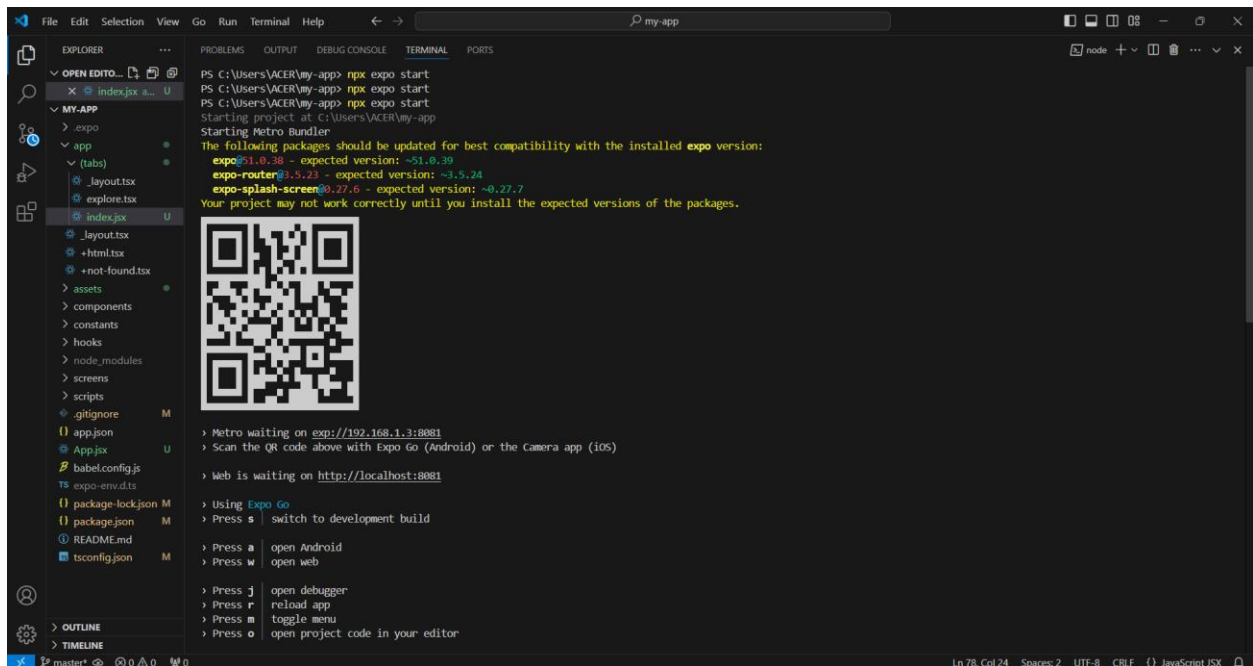 File Edit Selection View Go Run Terminal Help
my-app
EXPLORER
OPEN EDITO...
index.jsx a... U
MY-APP
.expo
app
(tabs)
_layout.tsx
explore.tsx
index.jsx U
_layout.tsx
+html.tsx
+not-found.tsx
assets
components
constants
hooks
node_modules
screens
scripts
.gitignore M
app.json
App.jsx U
babel.config.js
TS expo-env.d.ts
package-lock.json M
package.json M
README.md
tsconfig.json M
OUTLINE
TIMELINE
PROBLEMS OUTPUT DEBUG CONSOLE TERMINAL PORTS
node
PS C:\Users\ACER\my-app> npx expo start
PS C:\Users\ACER\my-app> npx expo start
PS C:\Users\ACER\my-app> npx expo start
Starting project at C:\Users\ACER\my-app
Starting Metro Bundler
The following packages should be updated for best compatibility with the installed expo version:
expo@51.0.38 - expected version: ~51.0.39
expo-router@3.5.23 - expected version: ~3.5.24
expo-splash-screen@0.27.6 - expected version: ~0.27.7
Your project may not work correctly until you install the expected versions of the packages.
› Metro waiting on exp://192.168.1.3:8081
› Scan the QR code above with Expo Go (Android) or the Camera app (iOS)
› Web is waiting on http://localhost:8081
› Using Expo Go
› Press s │ switch to development build
› Press a │ open Android
› Press w │ open web
› Press j │ open debugger
› Press r │ reload app
› Press m │ toggle menu
› Press o │ open project code in your editor
master* 0 0 0
Ln 78, Col 24 Spaces: 2 UTF-8 CRLF {} JavaScript JSX